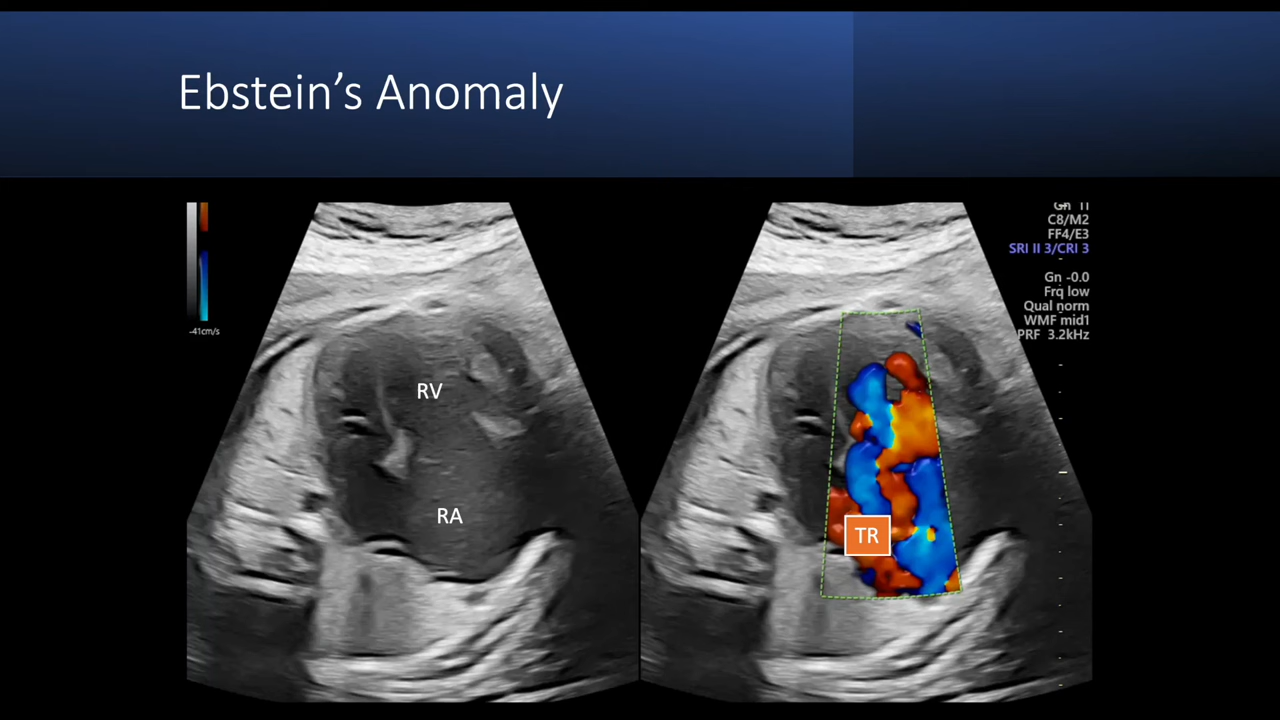 Ebstein's Anomaly
-41cm/s
RV
RA
TR
C8/M2
FF4/E3
SRI II 3/CRI 3
Gn -0.0
Frq low
Qual norm
WMF mid1
PRF 3.2kHz